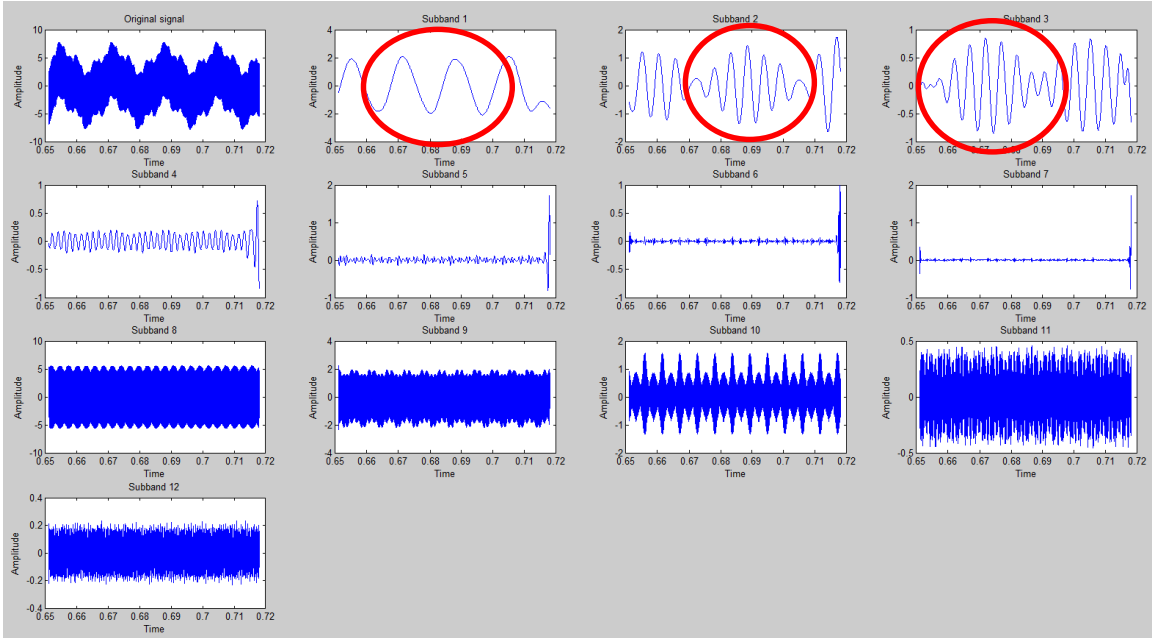 Original signal
Amplitude
10
5
0
-5
-10
0.65 0.66 0.67 0.68 0.69 0.7 0.71 0.72
Time
Subband 1
Amplitude
4
2
0
-2
-4
0.65 0.66 0.67 0.68 0.69 0.7 0.71 0.72
Time
Subband 2
Amplitude
2
1
0
1
2
0.65 0.66 0.67 0.68 0.69 0.7 0.71 0.72
Time
Subband 3
Amplitude
1
0.5
0
-0.5
-1
0.65 0.66 0.67 0.68 0.69 0.7 0.71 0.72
Time
Subband 4
Amplitude
1
0.5
0
-0.5
-1
0.65 0.66 0.67 0.68 0.69 0.7 0.71 0.72
Time
Subband 5
Amplitude
2
1
0
1
0.65 0.66 0.67 0.68 0.69 0.7 0.71 0.72
Time
Subband 6
Amplitude
1
0.5
0
-0.5
-1
0.65 0.66 0.67 0.68 0.69 0.7 0.71 0.72
Time
Subband 7
Amplitude
2
1
0
1
0.65 0.66 0.67 0.68 0.69 0.7 0.71 0.72
Time
Subband 8
Amplitude
10
5
0
-5
-10
0.65 0.66 0.67 0.68 0.69 0.7 0.71 0.72
Time
Subband 9
Amplitude
4
2
0
-2
-4
0.65 0.66 0.67 0.68 0.69 0.7 0.71 0.72
Time
Subband 10
Amplitude
2
1
0
1
-2
0.65 0.66 0.67 0.68 0.69 0.7 0.71 0.72
Time
Subband 11
Amplitude
0.5
0
-0.5
0.65 0.66 0.67 0.68 0.69 0.7 0.71 0.72
Time
Subband 12
Amplitude
0.4
0.2
0
-0.2
-0.4
0.65 0.66 0.67 0.68 0.69 0.7 0.71 0.72
Time